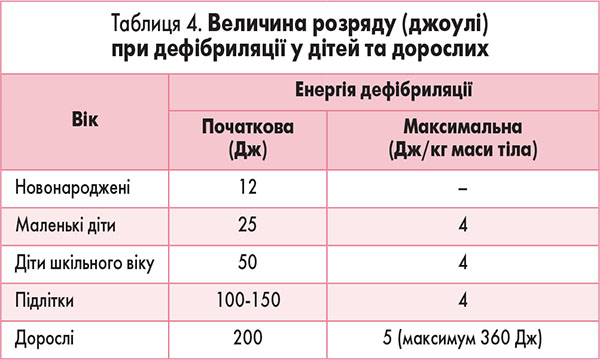 Таблиця 4. Величина розряду (джоулі)
при дефібриляції у дітей та дорослих
Вік
Енергія дефібриляції
Початкова
(Дж)
Максимальна
(Дж/кг маси тіла)
Новонароджені 12 –
Маленькі діти 25 4
Діти шкільного віку 50 4
Підлітки 100-150 4
Дорослі 200 5 (максимум 360 Дж)